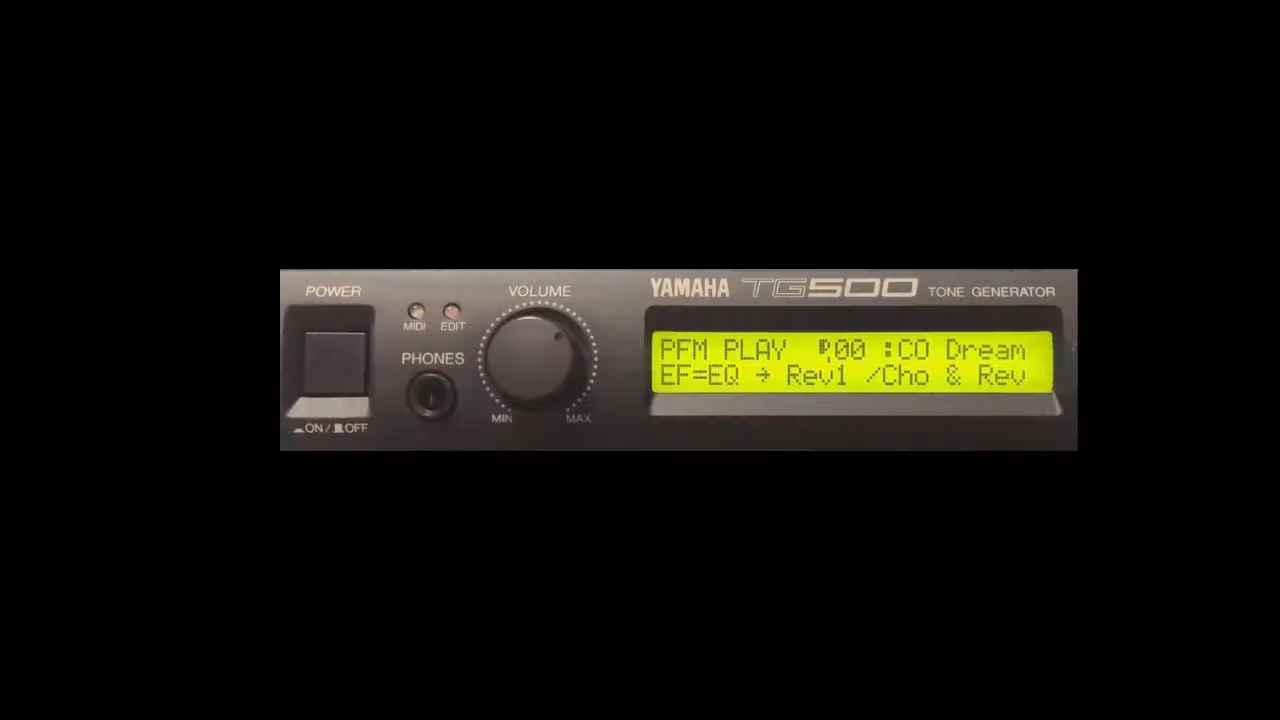 POWER
MIDI EDIT
ON / OFF
PHONES
VOLUME
MIN MAX
YAMAHA TG500 TONE GENERATOR
PFM PLAY 00 :CO Dream
EF=EQ → Rev1 /Cho & Rev